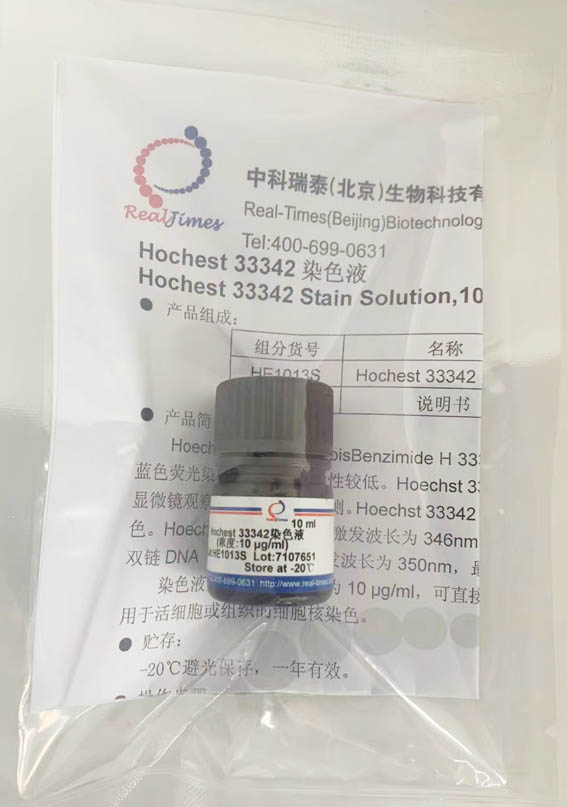 RealTimes
中科瑞泰(北京)生物科技有
Real-Times(Beijing)Biotechnolog
Tel:400-699-0631
Hochest 33342 染色液
Hochest 33342 Stain Solution,10
● 产品组成:
组分货号 名称
HE1013S Hochest 33342
说明书
● 产品简
Hoec bisBenzimide H 33
蓝色荧光染 性较低。Hoechst 3
显微镜观察 测。Hoechst 3
色。Hoec 激发波长为 346nm
双链 DNA 发波长为 350nm,
染色液 为 10 μg/ml,可直接
用于活细胞或组织的细胞核染色。
● 贮存:
-20℃避光保存,一年有效。
RealTimes
10 ml
Hochest 33342染色液
(浓度:10 μg/ml)
HE1013S Lot:7107651
Store at -20℃
400-699-0631 http://www.real-times.com